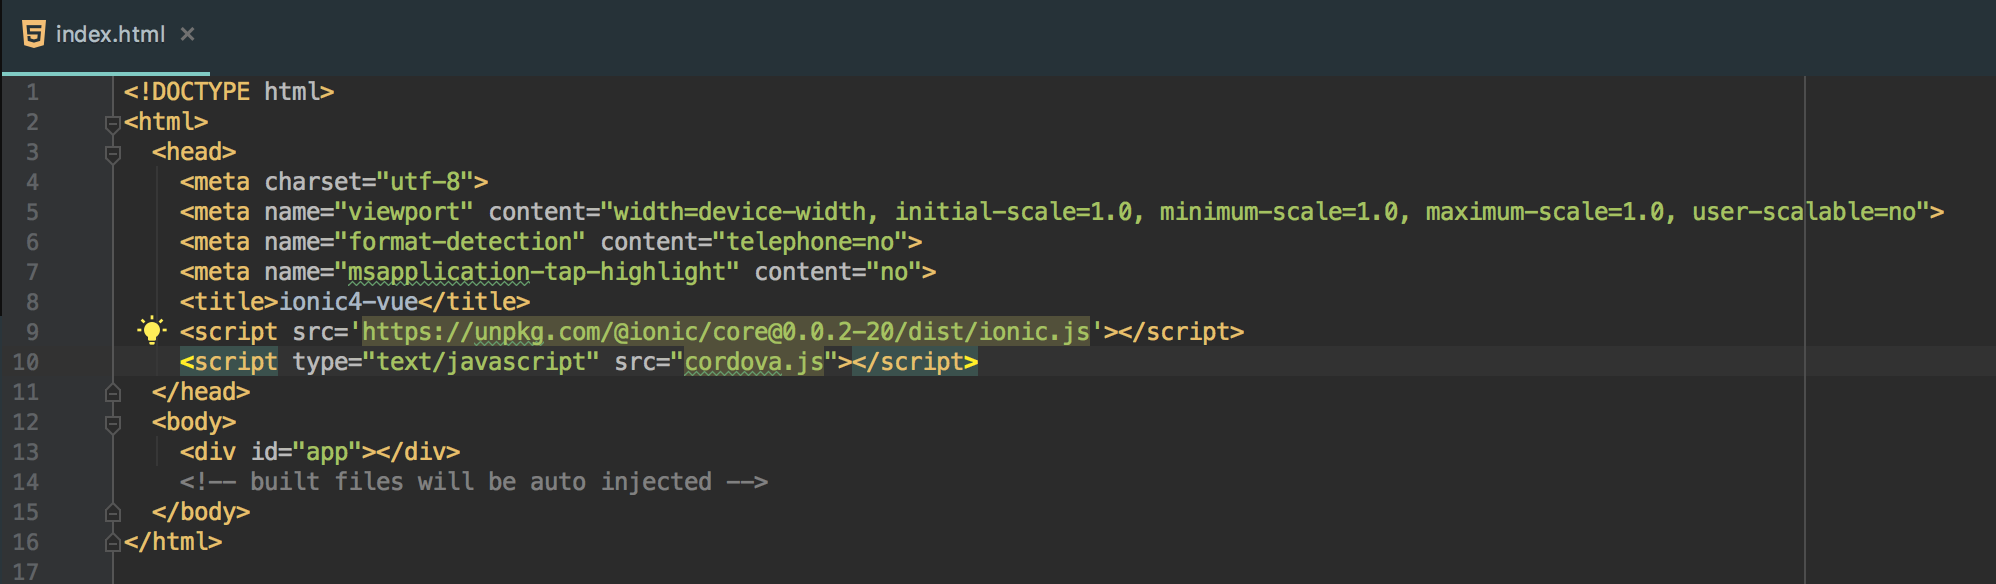 index.html ×
1 <!DOCTYPE html>
2 <html>
3 <head>
4 <meta charset="utf-8">
5 <meta name="viewport" content="width=device-width, initial-scale=1.0, minimum-scale=1.0, maximum-scale=1.0, user-scalable=no">
6 <meta name="format-detection" content="telephone=no">
7 <meta name="msapplication-tap-highlight" content="no">
8 <title>ionic4-vue</title>
9 <script src='https://unpkg.com/@ionic/core@0.0.2-20/dist/ionic.js'></script>
10 <script type="text/javascript" src="cordova.js"></script>
11 </head>
12 <body>
13 <div id="app"></div>
14 <!-- built files will be auto injected -->
15 </body>
16 </html>
17